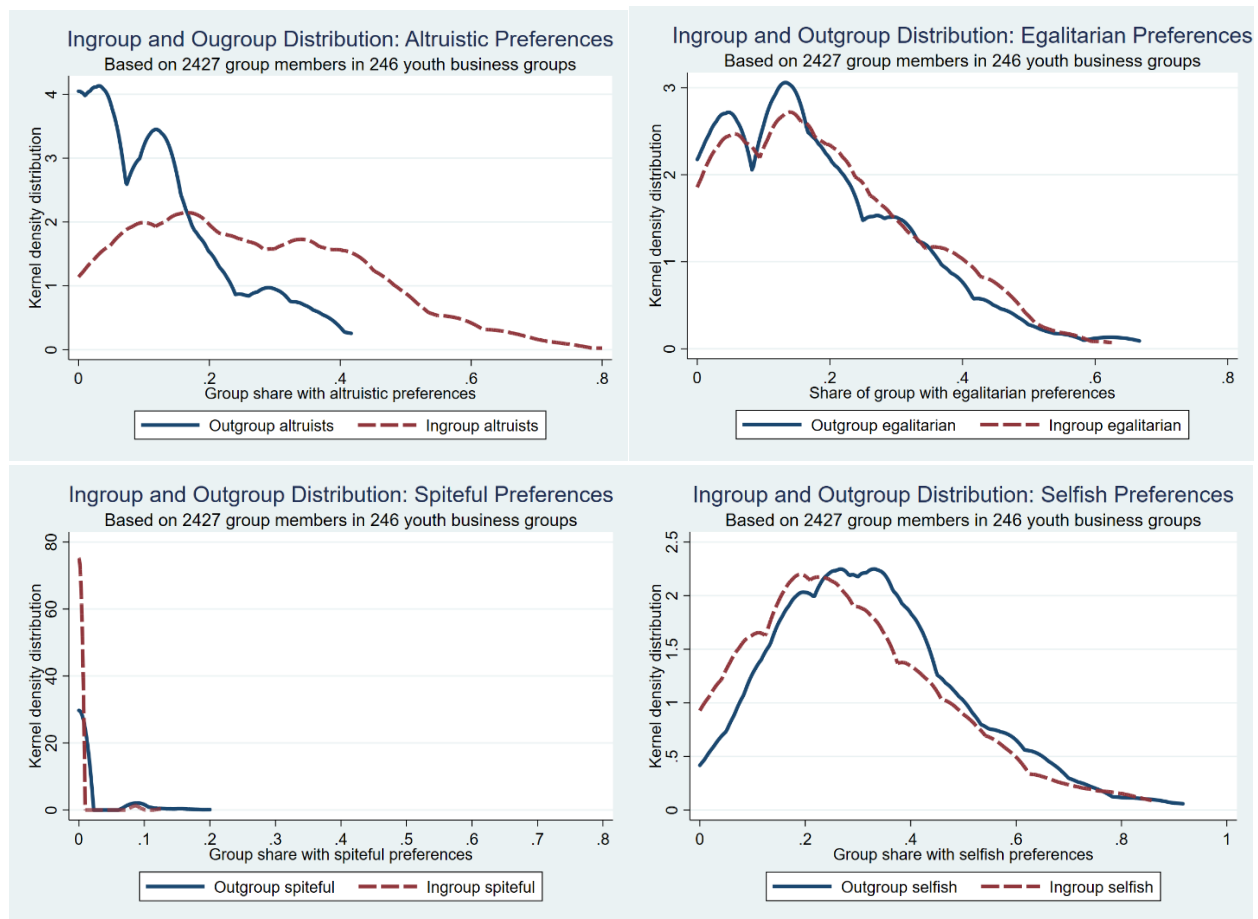 Ingroup and Ougroup Distribution: Altruistic Preferences
Based on 2427 group members in 246 youth business groups
Kernel density distribution
4
3
2
1
0
0 .2 .4 .6 .8
Group share with altruistic preferences
Outgroup altruists Ingroup altruists
Ingroup and Outgroup Distribution: Egalitarian Preferences
Based on 2427 group members in 246 youth business groups
Kernel density distribution
3
2
1
0
0 .2 .4 .6 .8
Share of group with egalitarian preferences
Outgroup egalitarian Ingroup egalitarian
Ingroup and Outgroup Distribution: Spiteful Preferences
Based on 2427 group members in 246 youth business groups
Kernel density distribution
80
60
40
20
0
0 .1 .2 .3 .4 .5 .6 .7 .8
Group share with spiteful preferences
Outgroup spiteful Ingroup spiteful
Ingroup and Outgroup Distribution: Selfish Preferences
Based on 2427 group members in 246 youth business groups
Kernel density distribution
2.5
2
1.5
1
.5
0
0 .2 .4 .6 .8 1
Group share with selfish preferences
Outgroup selfish Ingroup selfish